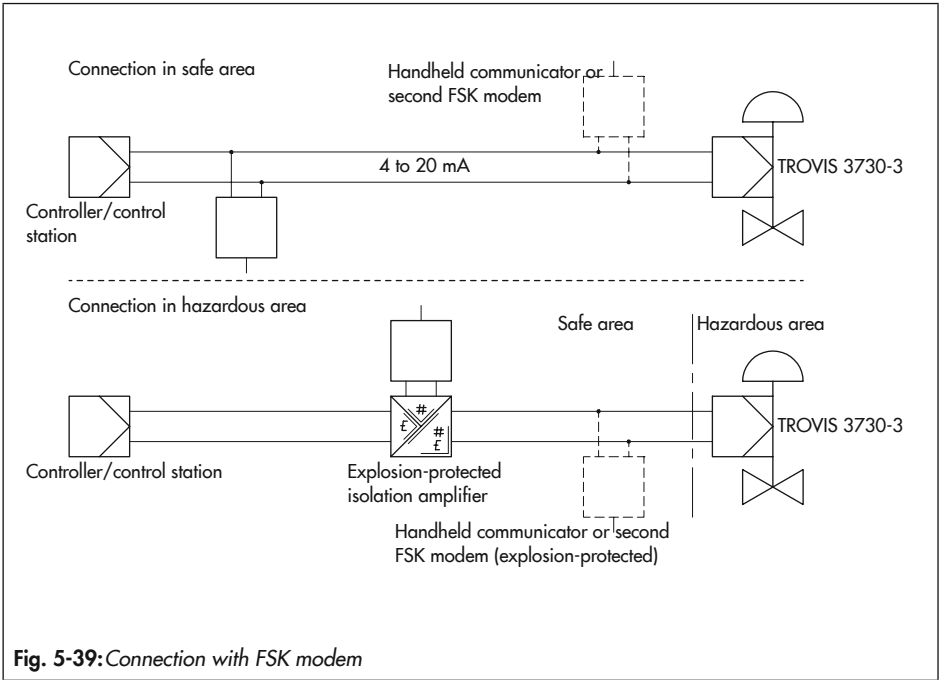 Connection in safe area
Handheld communicator or
second FSK modem
4 to 20 mA
TROVIS 3730-3
Controller/control
station
Connection in hazardous area
Safe area
Hazardous area
#
£
#
£
TROVIS 3730-3
Controller/control station
Explosion-protected
isolation amplifier
Handheld communicator or second
FSK modem (explosion-protected)
Fig. 5-39: Connection with FSK modem